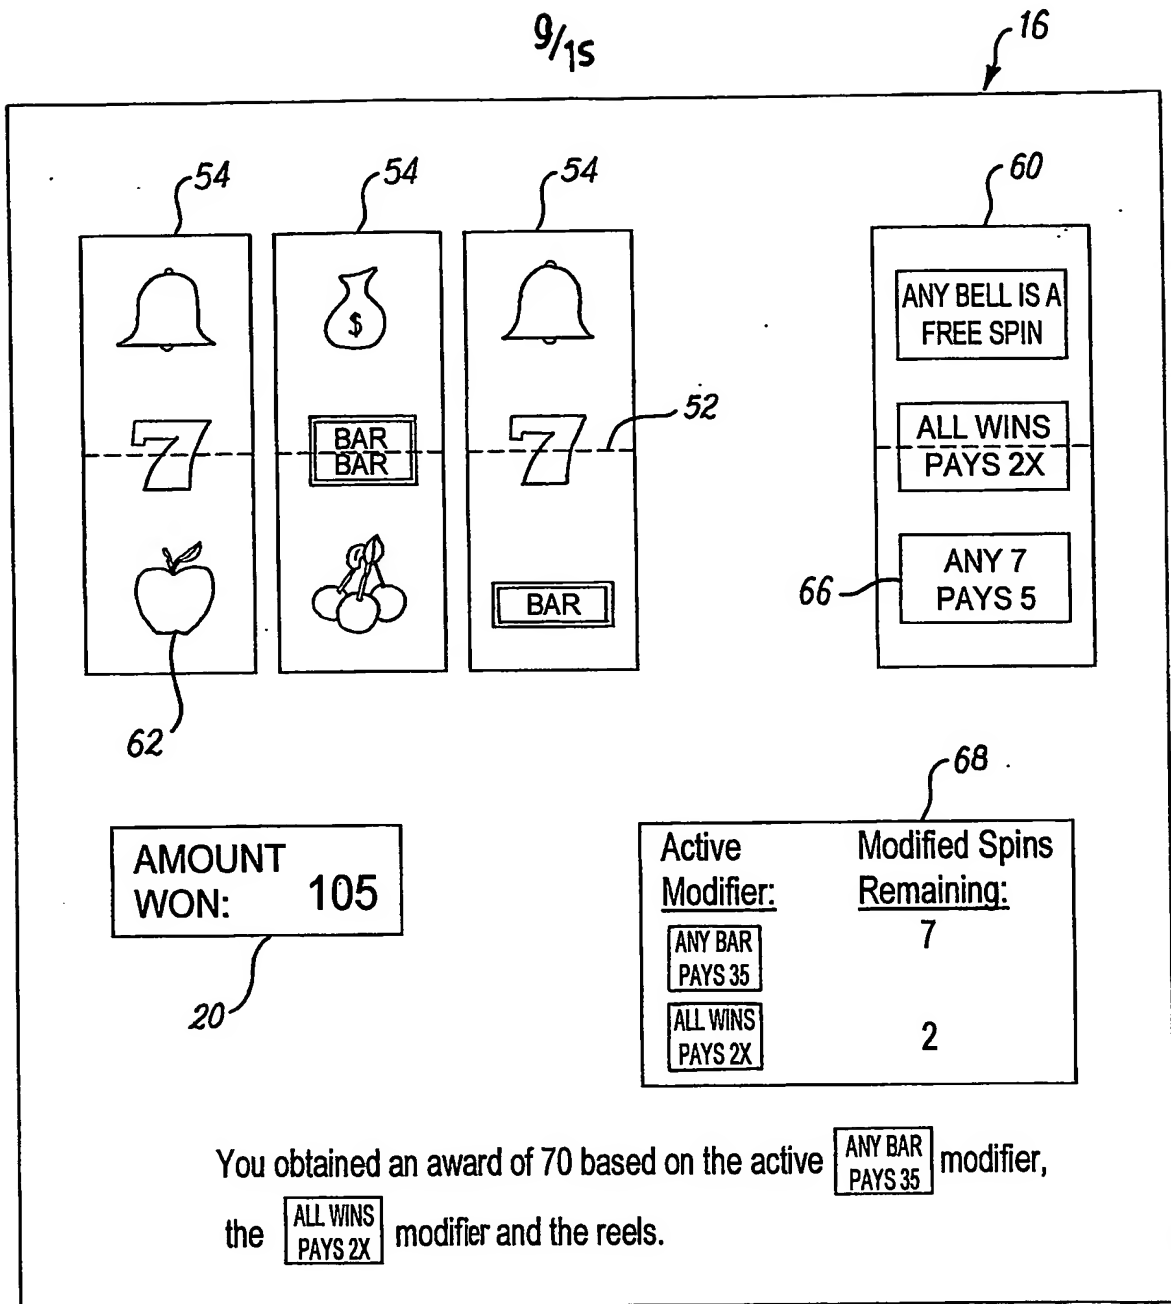 9/15
16
54 54 54 60
$
ANY BELL IS A
FREE SPIN
52
7 BAR 7
BAR
ALL WINS
PAYS 2X
ANY 7
PAYS 5
66
BAR
62
68
AMOUNT
WON: 105
20
Active Modified Spins
Modifier: Remaining:
ANY BAR
PAYS 35
7
ALL WINS
PAYS 2X
2
You obtained an award of 70 based on the active ANY BAR PAYS 35 modifier,
the ALL WINS PAYS 2X modifier and the reels.